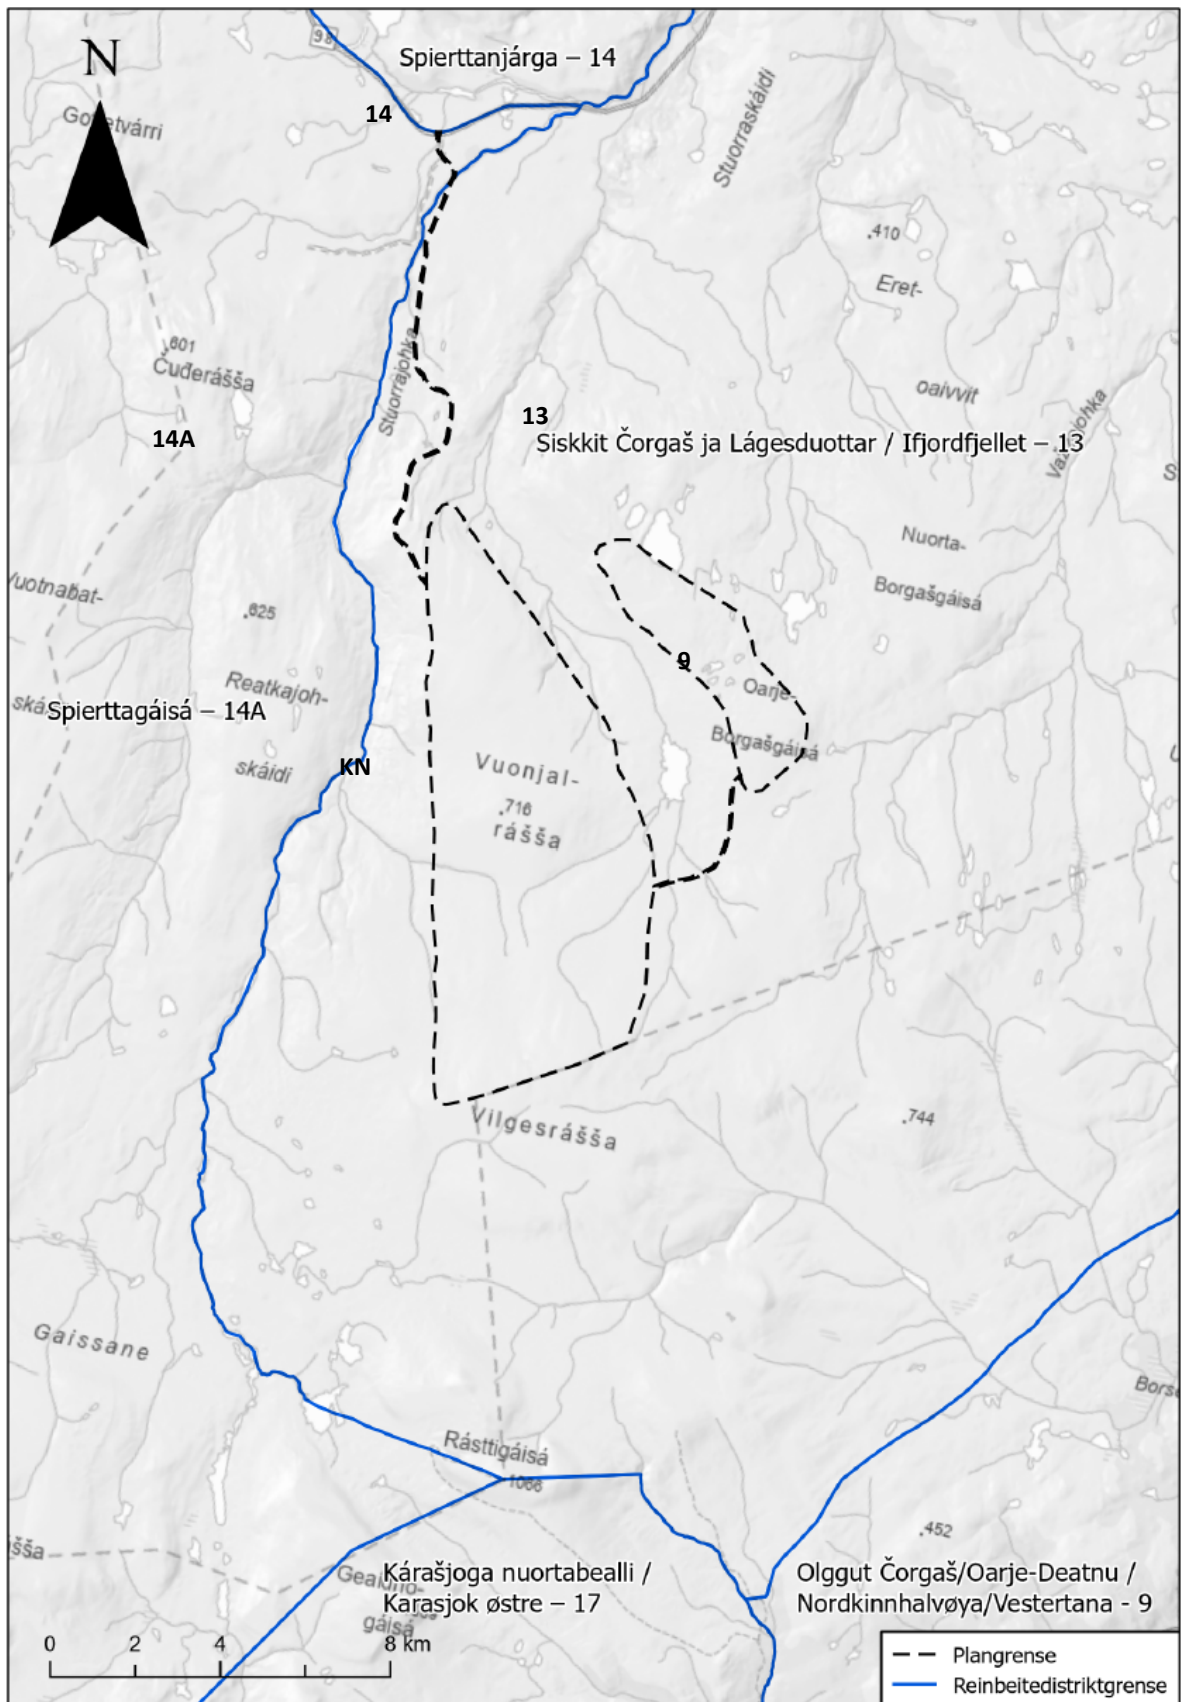 98
Spierttanjárga – 14
N
14
Stuorraskáidi
410
Eret-
601
Čuđerášša
oaivvit
Stuorrajohka
13
14A
Siskkit Čorgaš ja Lágesduottar / Ifjordfjellet – 13
Nuorta-
Borgašgáisá
625
9
Reatkajoh-
Oarje-
Spierttagáisá – 14A
Borgašgáisá
skáidi
KN
Vuonjal-
716
rášša
Vilgesrášša
744
Gaissane
Rásttigáisá
1066
452
Kárašjoga nuortabealli /
Karasjok østre – 17
Olggut Čorgaš/Oarje-Deatnu /
Nordkinnhalvøya/Vestertana - 9
gáisá
0 2 4 8 km
Plangrense
Reinbeitedistriktgrense